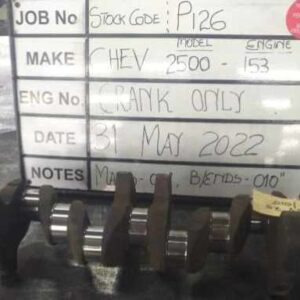 JOB No STOCK CODE: P126
MODEL ENGINE
MAKE CHEV 2500 - 153
ENG No. CRANK ONLY
DATE 31 MAY 2022
NOTES B/ENDS-.010"